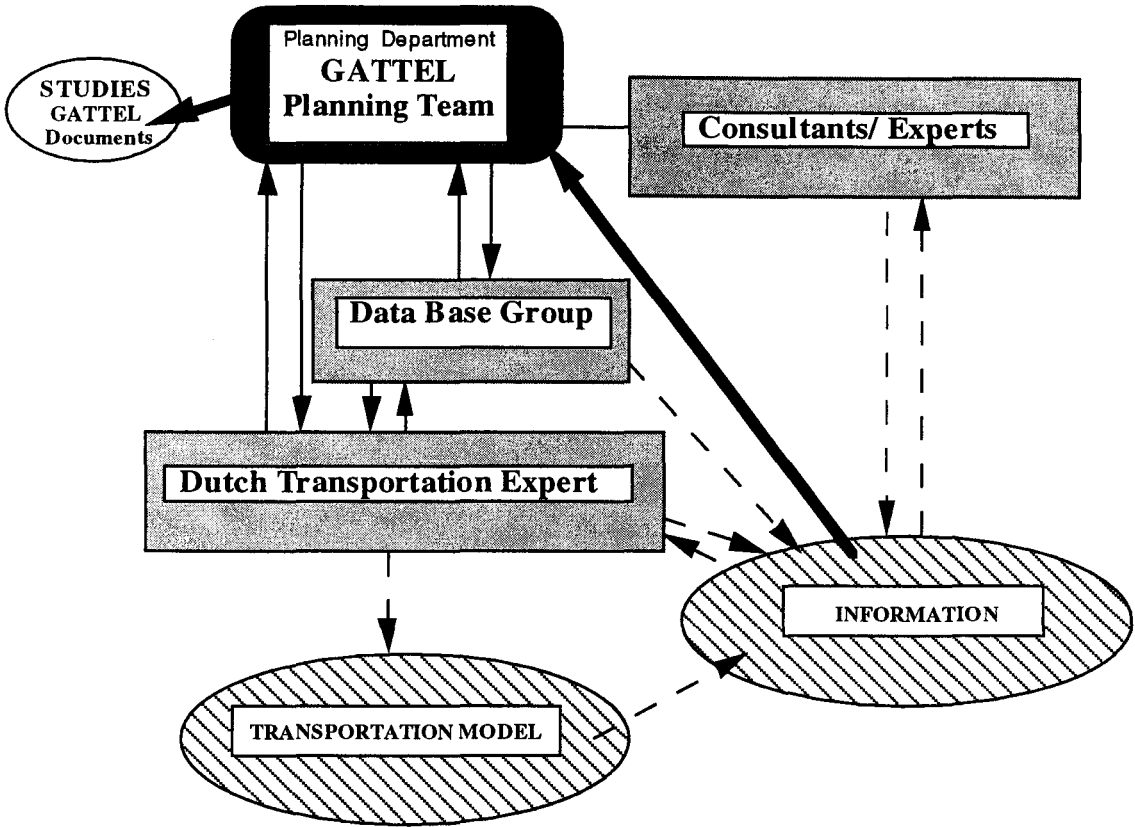 Planning Department
GATTEL
Planning Team
STUDIES
GATTEL
Documents
Consultants/ Experts
Data Base Group
Dutch Transportation Expert
INFORMATION
TRANSPORTATION MODEL